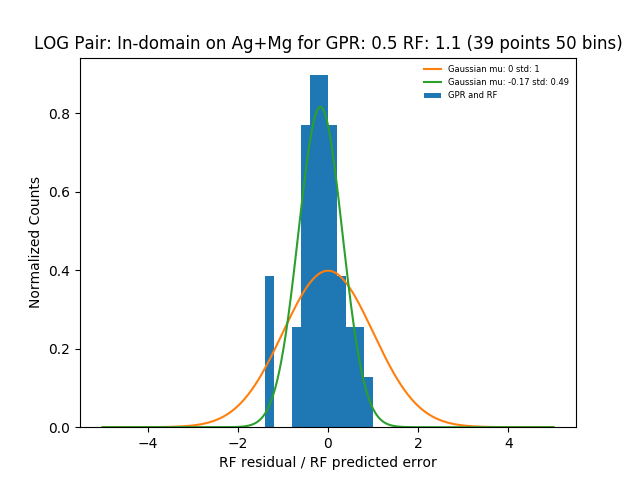 LOG Pair: In-domain on Ag+Mg for GPR: 0.5 RF: 1.1 (39 points 50 bins)
Gaussian mu: 0 std: 1
Gaussian mu: -0.17 std: 0.49
GPR and RF
Normalized Counts
0.8
0.6
0.4
0.2
0.0
−4 −2 0 2 4
RF residual / RF predicted error